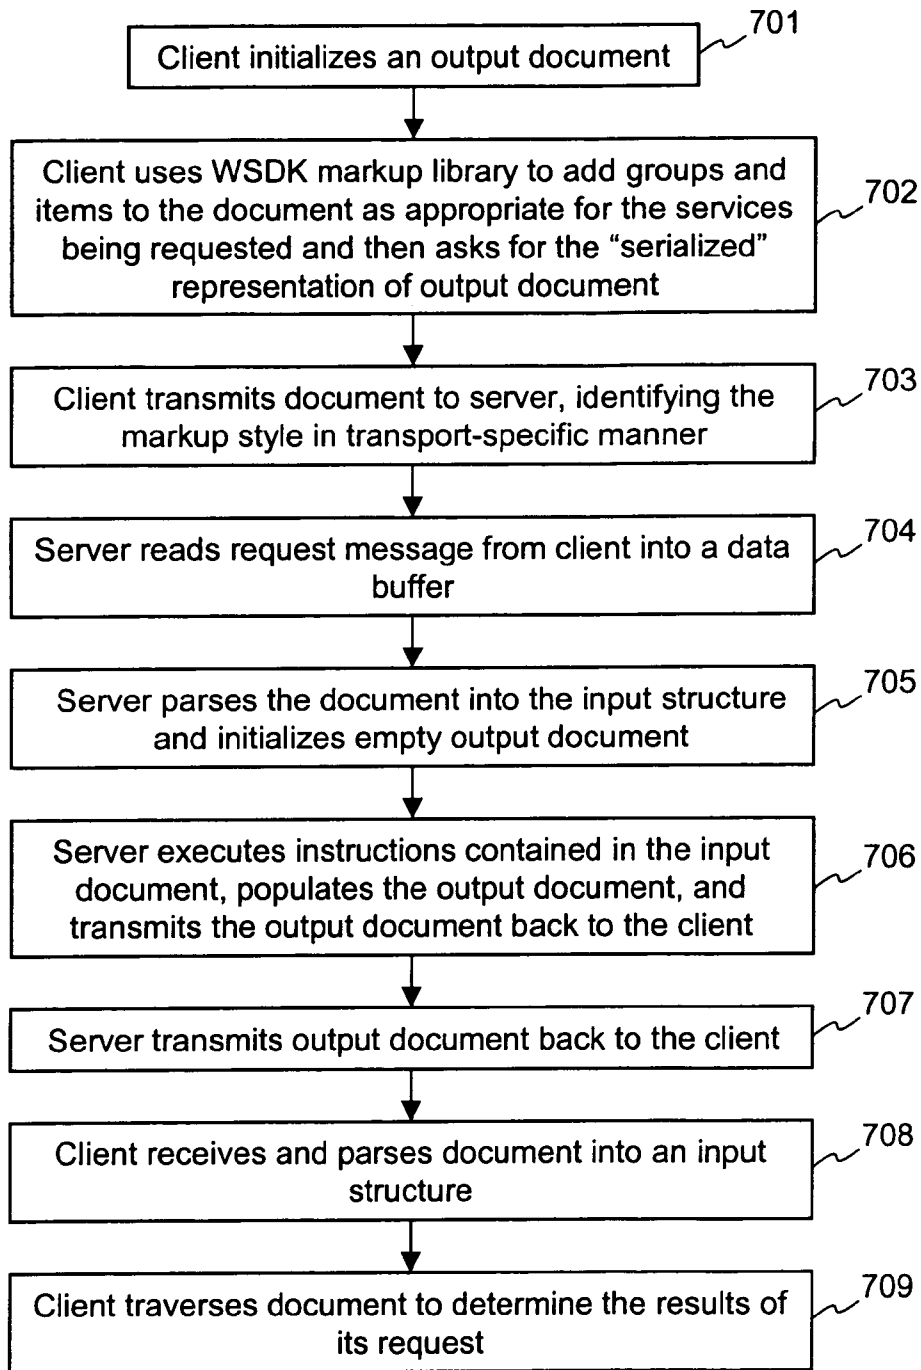 701
Client initializes an output document
Client uses WSDK markup library to add groups and
items to the document as appropriate for the services
being requested and then asks for the “serialized”
representation of output document
702
Client transmits document to server, identifying the
markup style in transport-specific manner
703
Server reads request message from client into a data
buffer
704
Server parses the document into the input structure
and initializes empty output document
705
Server executes instructions contained in the input
document, populates the output document, and
transmits the output document back to the client
706
Server transmits output document back to the client
707
Client receives and parses document into an input
structure
708
Client traverses document to determine the results of
its request
709